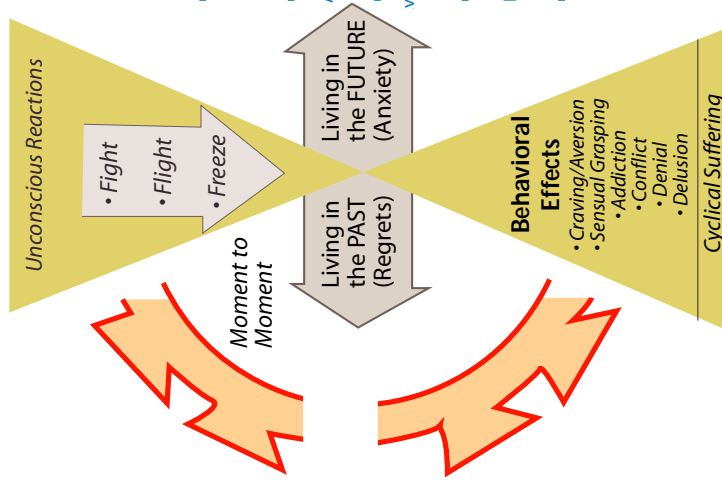 Unconscious Reactions
• Fight
• Flight
• Freeze
Moment to
Moment
Living in
the PAST
(Regrets)
Living in
the FUTURE
(Anxiety)
Behavioral
Effects
• Craving/Aversion
• Sensual Grasping
• Addiction
• Conflict
• Denial
• Delusion
Cyclical Suffering